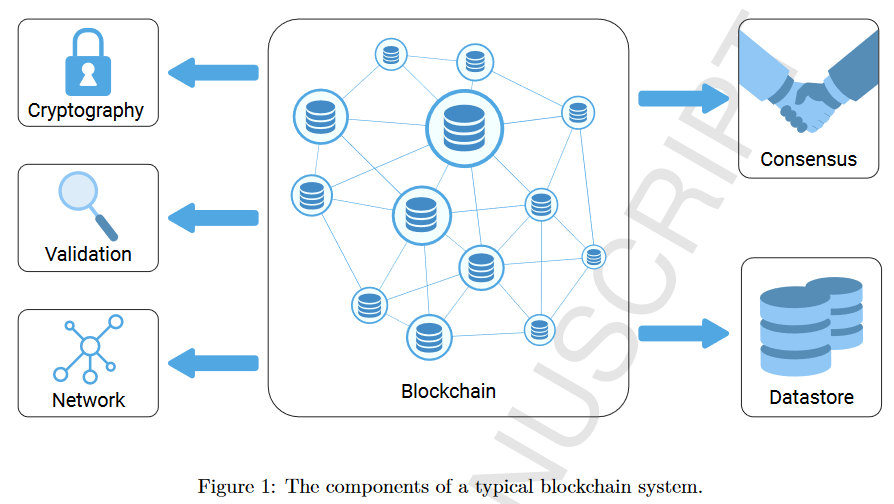 Cryptography
Validation
Network
Blockchain
Consensus
Datastore
NUSCRIPT
Figure 1: The components of a typical blockchain system.